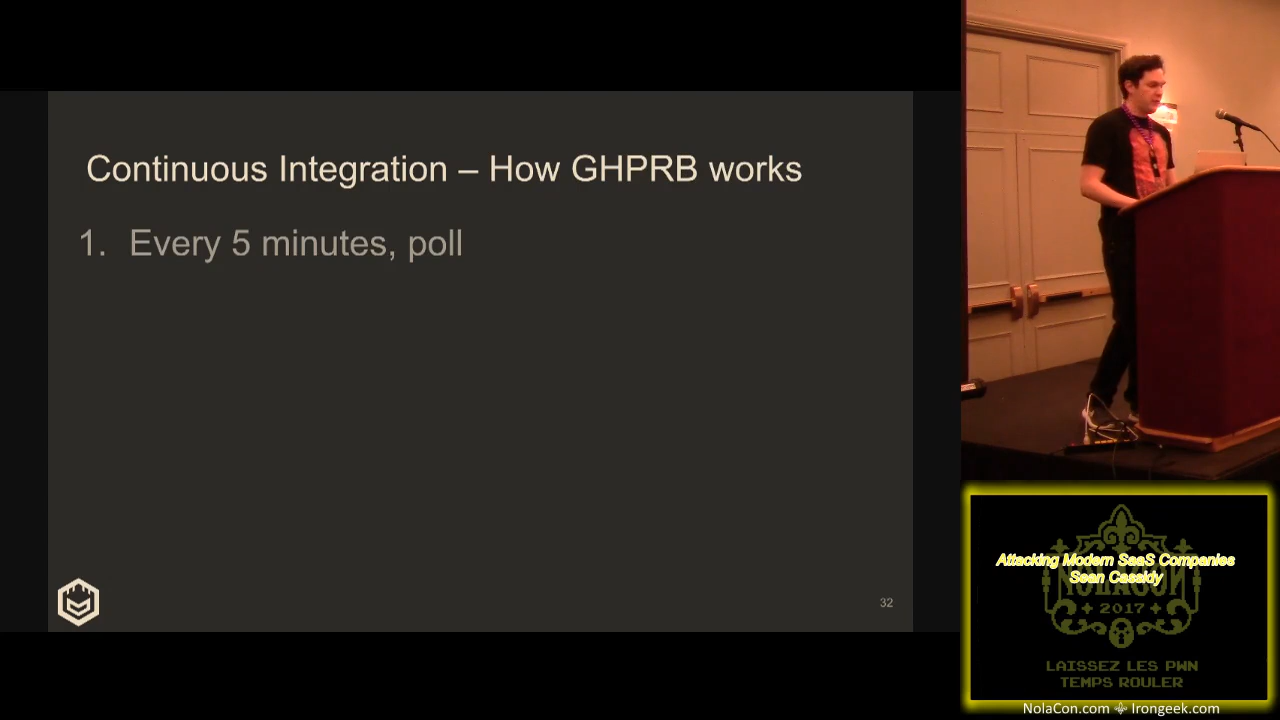 Continuous Integration – How GHPRB works
1. Every 5 minutes, poll
32
Attacking Modern SaaS Companies
Sean Cassidy
NOLACON
2017
LAISSEZ LES PWN
TEMPS ROULER
NolaCon.com ⚜ Irongeek.com